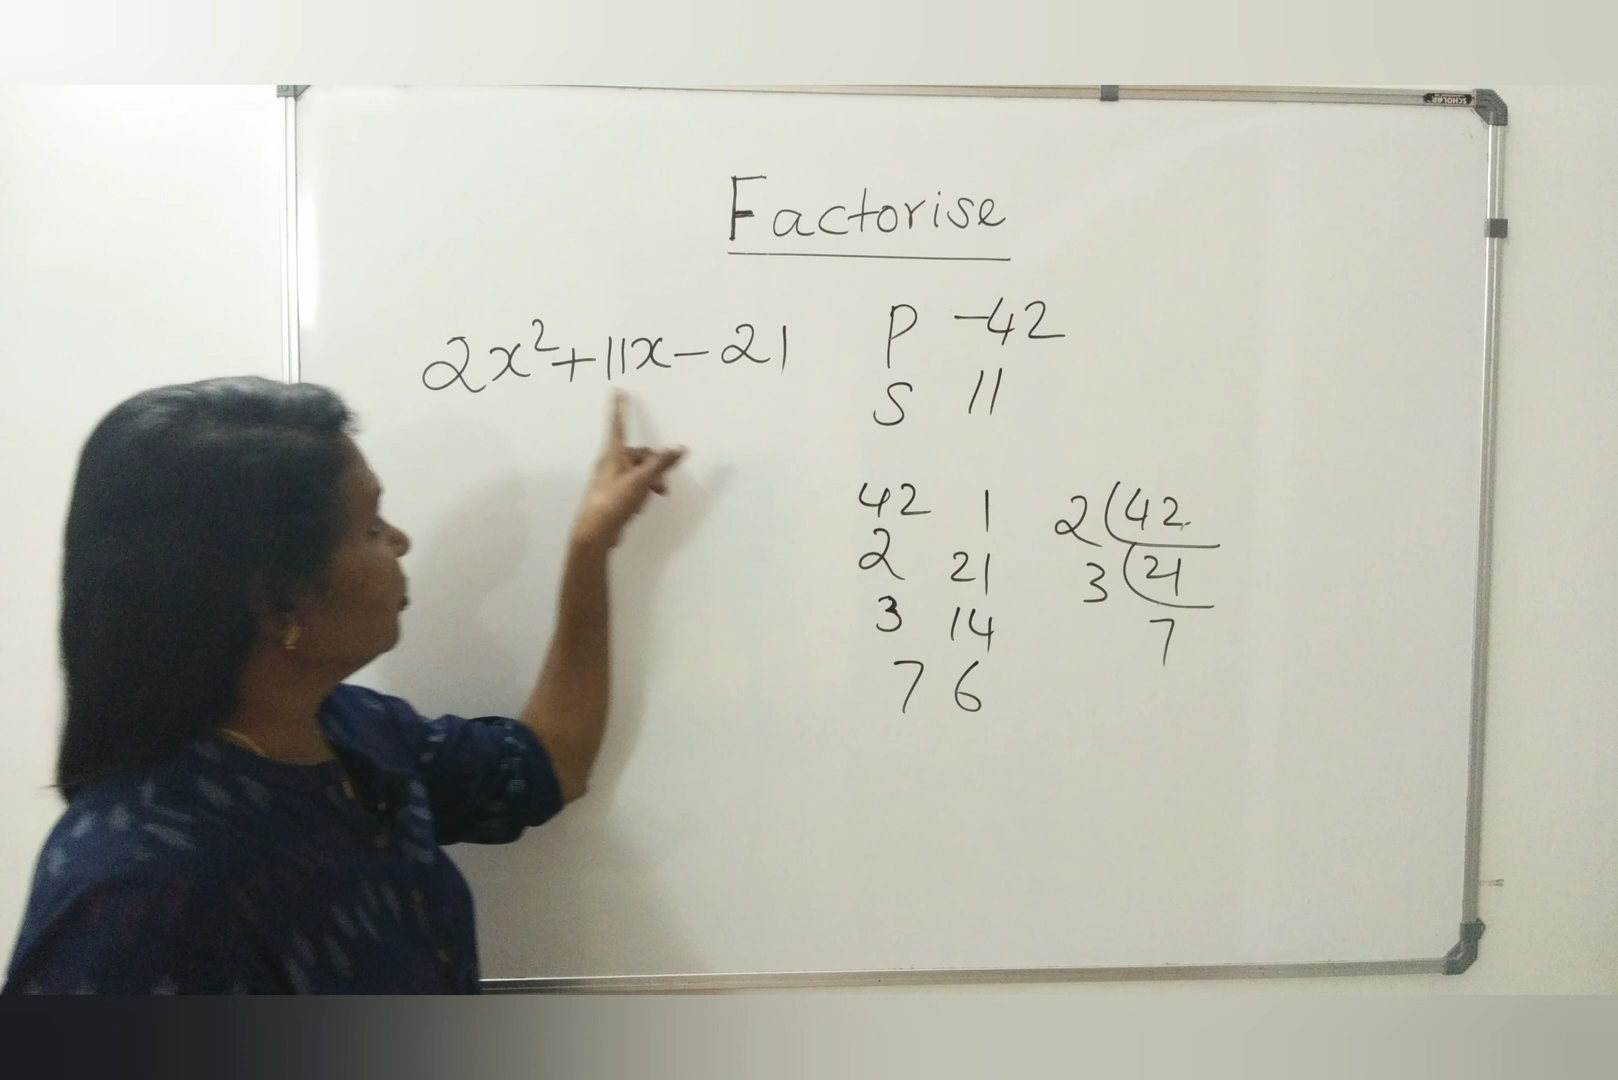 SCHOLAR
Factorise
2x²+11x-21
P -42
S 11
42 1
2 21
3 14
7 6
2(42
3(21
7